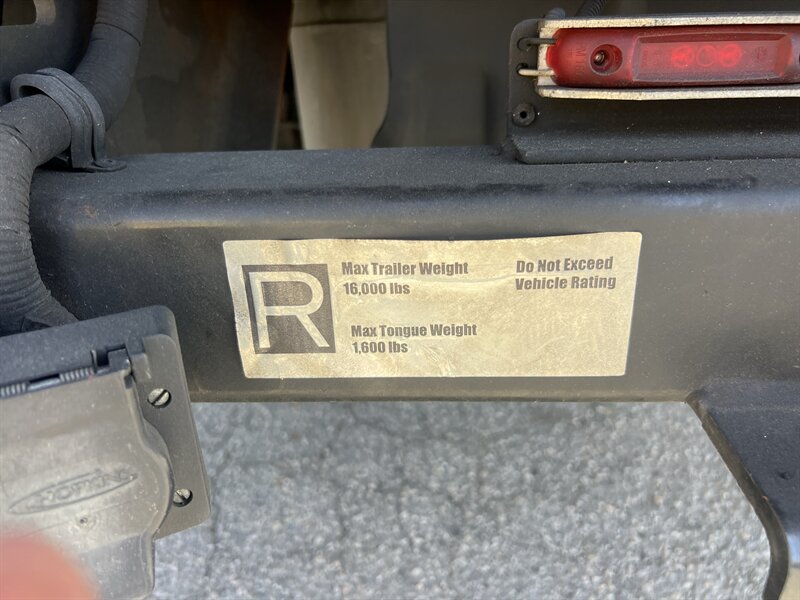 R
Max Trailer Weight
16,000 lbs
Do Not Exceed
Vehicle Rating
Max Tongue Weight
1,600 lbs